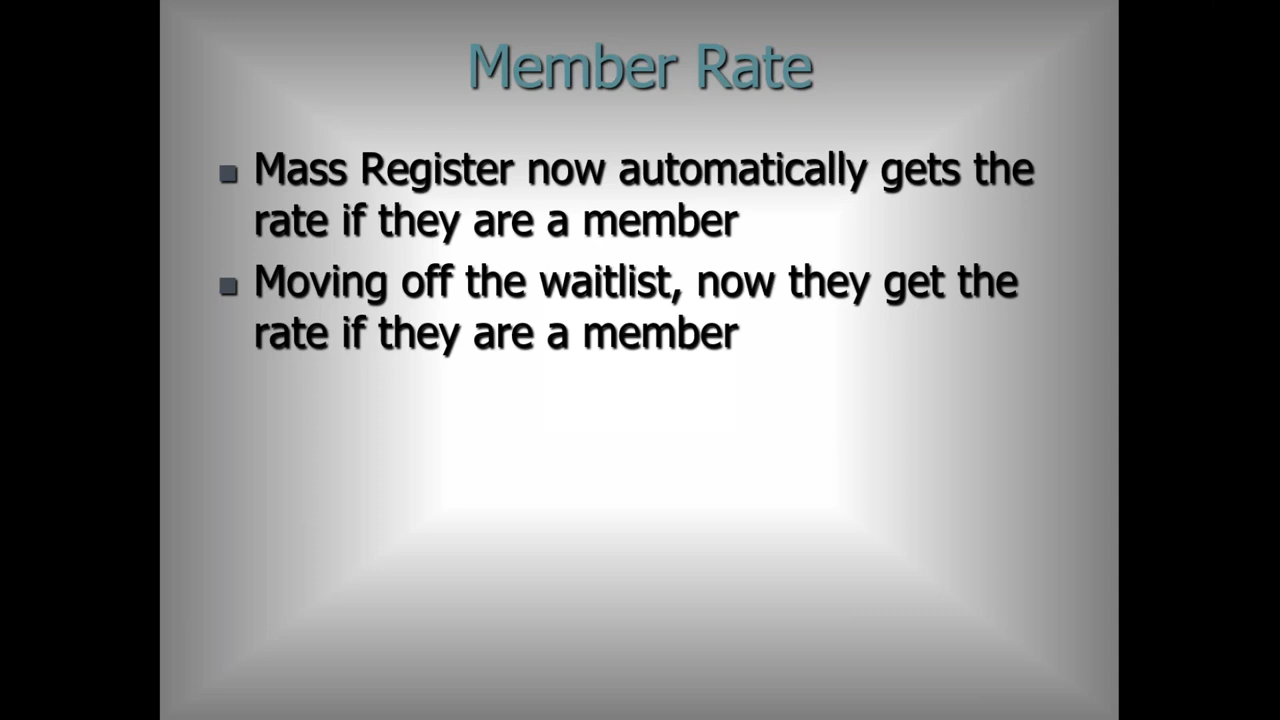 Member Rate
Mass Register now automatically gets the
rate if they are a member
Moving off the waitlist, now they get the
rate if they are a member